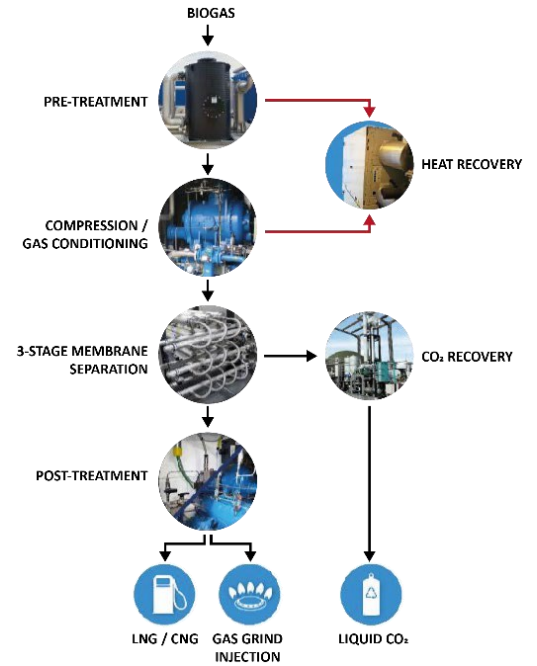 BIOGAS
PRE-TREATMENT
HEAT RECOVERY
COMPRESSION /
GAS CONDITIONING
3-STAGE MEMBRANE
SEPARATION
CO₂ RECOVERY
POST-TREATMENT
LNG / CNG
GAS GRIND
INJECTION
LIQUID CO₂